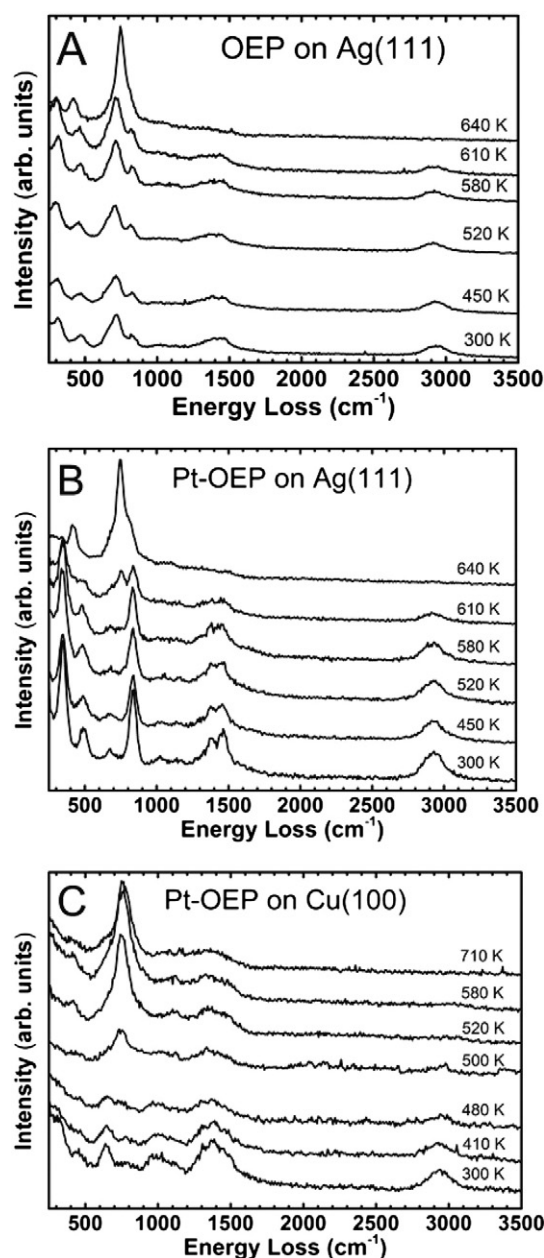 A
OEP on Ag(111)
640 K
610 K
580 K
520 K
450 K
300 K
Intensity (arb. units)
500 1000 1500 2000 2500 3000 3500
Energy Loss (cm-1)
B
Pt-OEP on Ag(111)
640 K
610 K
580 K
520 K
450 K
300 K
Intensity (arb. units)
500 1000 1500 2000 2500 3000 3500
Energy Loss (cm-1)
C
Pt-OEP on Cu(100)
710 K
580 K
520 K
500 K
480 K
410 K
300 K
Intensity (arb. units)
500 1000 1500 2000 2500 3000 3500
Energy Loss (cm-1)